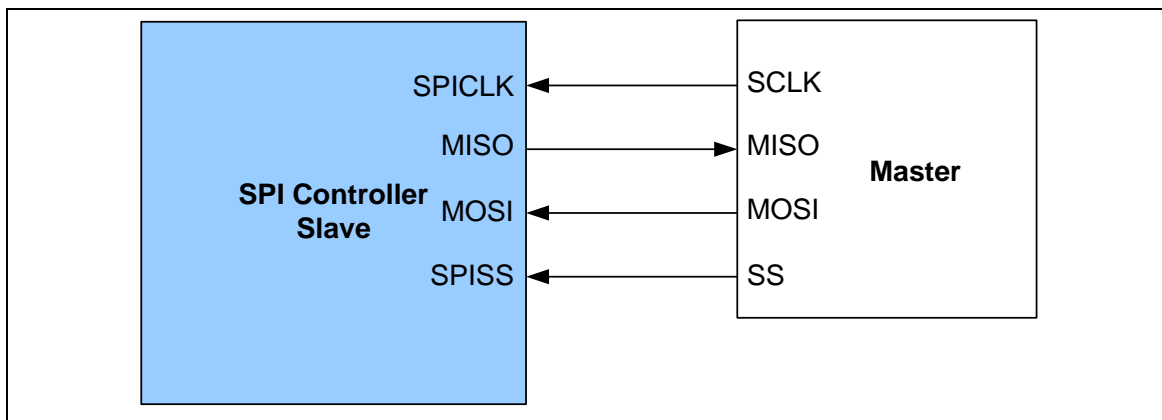 SPICLK SCLK
MISO MISO
SPI Controller
Slave
Master
MOSI MOSI
SPISS SS